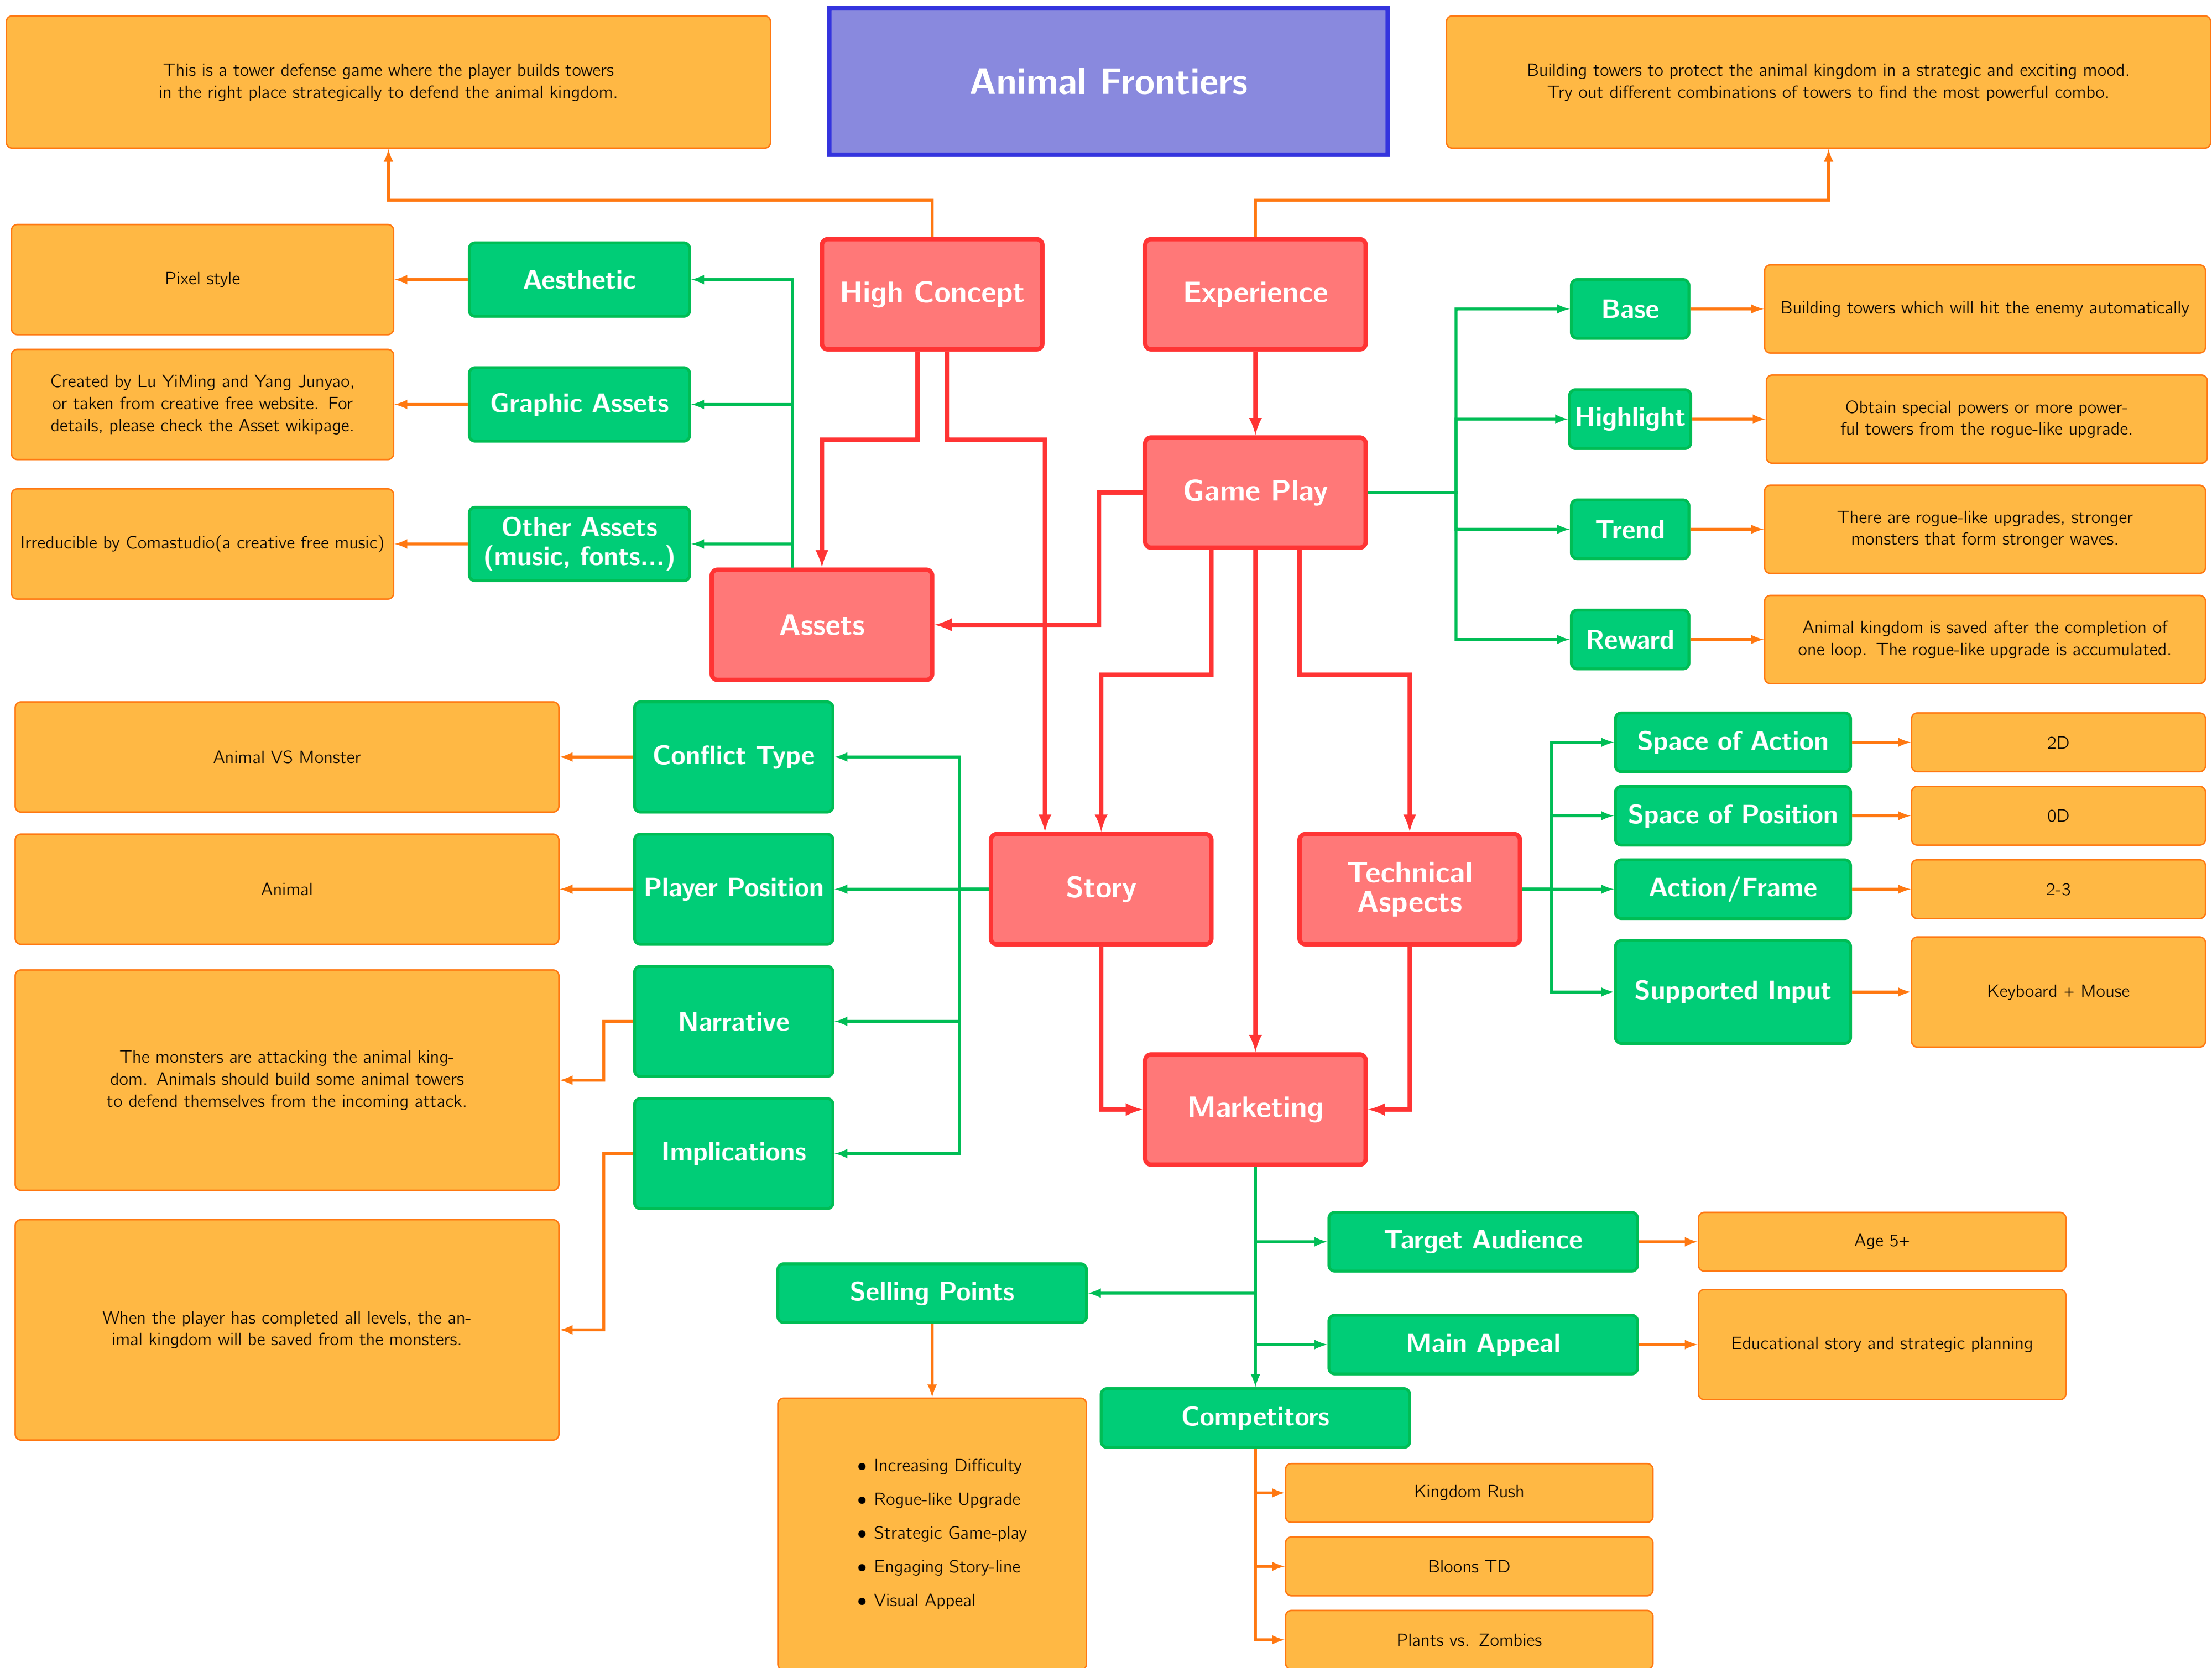 This is a tower defense game where the player builds towers
in the right place strategically to defend the animal kingdom.
Animal Frontiers
Building towers to protect the animal kingdom in a strategic and exciting mood.
Try out different combinations of towers to find the most powerful combo.
Pixel style
Aesthetic
High Concept
Experience
Base
Building towers which will hit the enemy automatically
Created by Lu YiMing and Yang Junyao,
or taken from creative free website. For
details, please check the Asset wikipage.
Graphic Assets
Highlight
Obtain special powers or more power-
ful towers from the rogue-like upgrade.
Game Play
Irreducible by Comastudio(a creative free music)
Other Assets
(music, fonts...)
Trend
There are rogue-like upgrades, stronger
monsters that form stronger waves.
Assets
Reward
Animal kingdom is saved after the completion of
one loop. The rogue-like upgrade is accumulated.
Animal VS Monster
Conflict Type
Space of Action
2D
Space of Position
0D
Animal
Player Position
Story
Technical
Aspects
Action/Frame
2-3
Supported Input
Keyboard + Mouse
Narrative
The monsters are attacking the animal king-
dom. Animals should build some animal towers
to defend themselves from the incoming attack.
Marketing
Implications
When the player has completed all levels, the an-
imal kingdom will be saved from the monsters.
Target Audience
Age 5+
Selling Points
Main Appeal
Educational story and strategic planning
Competitors
• Increasing Difficulty
• Rogue-like Upgrade
• Strategic Game-play
• Engaging Story-line
• Visual Appeal
Kingdom Rush
Bloons TD
Plants vs. Zombies